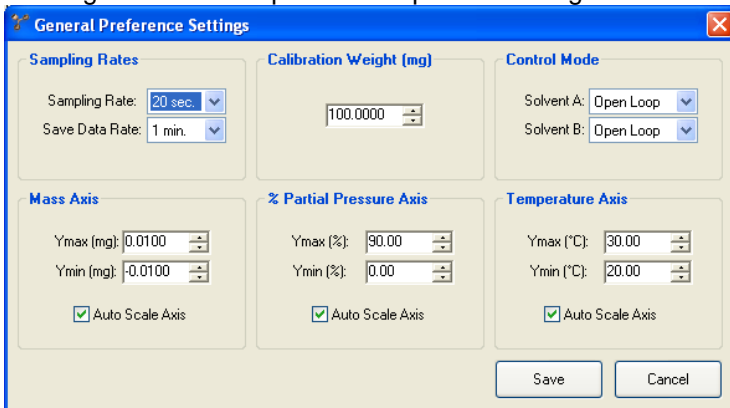 General Preference Settings
Sampling Rates
Sampling Rate: 20 sec.
Save Data Rate: 1 min.
Calibration Weight (mg)
100.0000
Control Mode
Solvent A: Open Loop
Solvent B: Open Loop
Mass Axis
Ymax (mg): 0.0100
Ymin (mg): -0.0100
Auto Scale Axis
% Partial Pressure Axis
Ymax (%): 90.00
Ymin (%): 0.00
Auto Scale Axis
Temperature Axis
Ymax (°C): 30.00
Ymin (°C): 20.00
Auto Scale Axis
Save Cancel